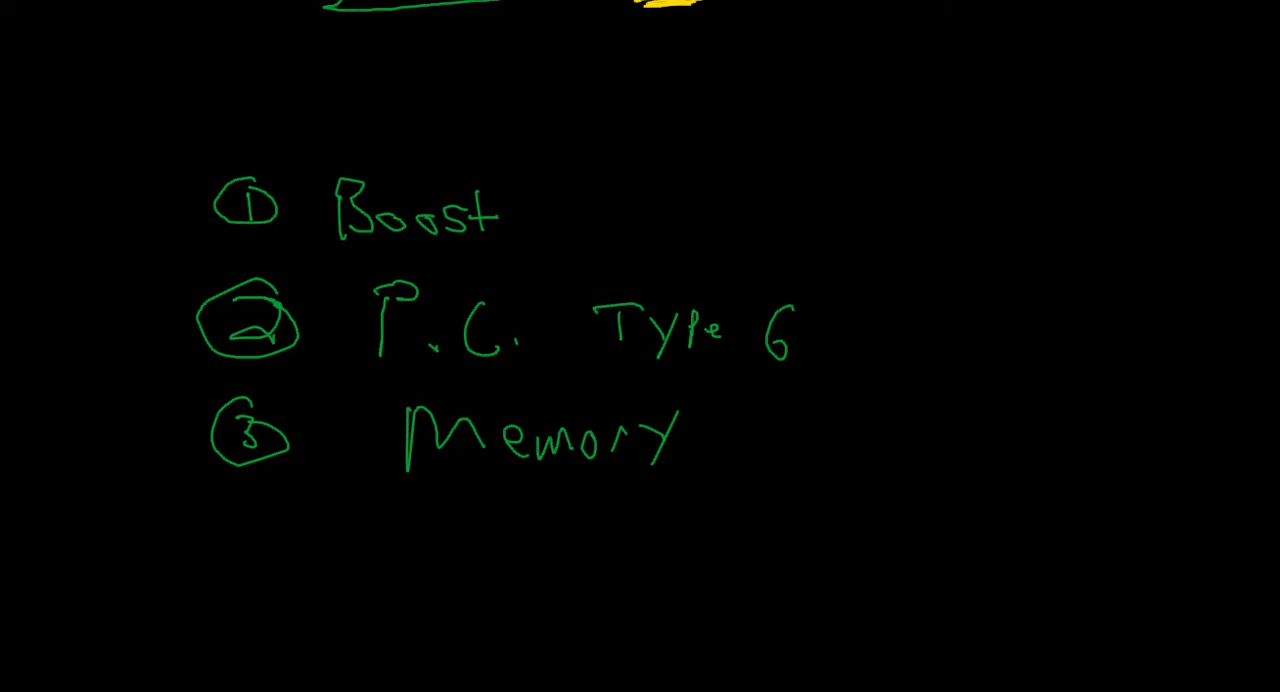 ① Boost
② P.C. Type 6
③ Memory